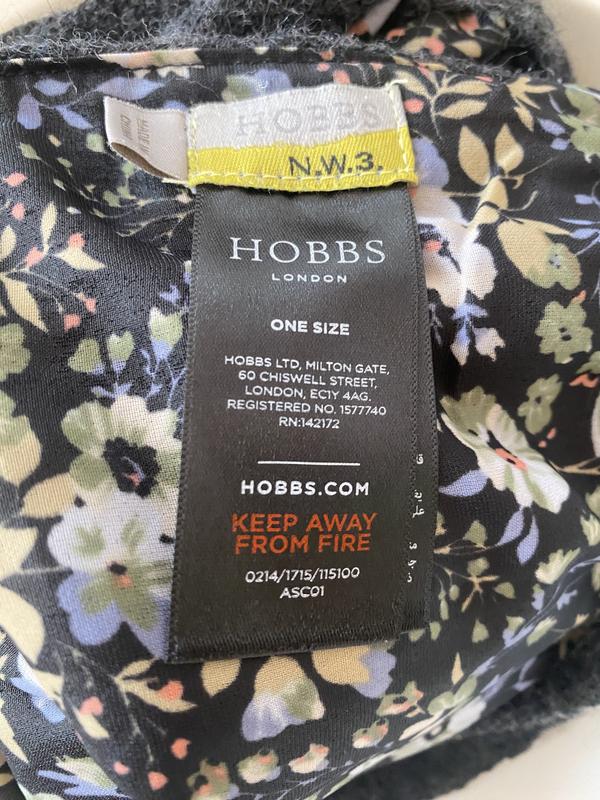 HOBBS
N.W.3.
HOBBS
LONDON
ONE SIZE
HOBBS LTD, MILTON GATE,
60 CHISWELL STREET,
LONDON, EC1Y 4AG.
REGISTERED NO. 1577740
RN:142172
HOBBS.COM
KEEP AWAY
FROM FIRE
0214/1715/115100
ASC01